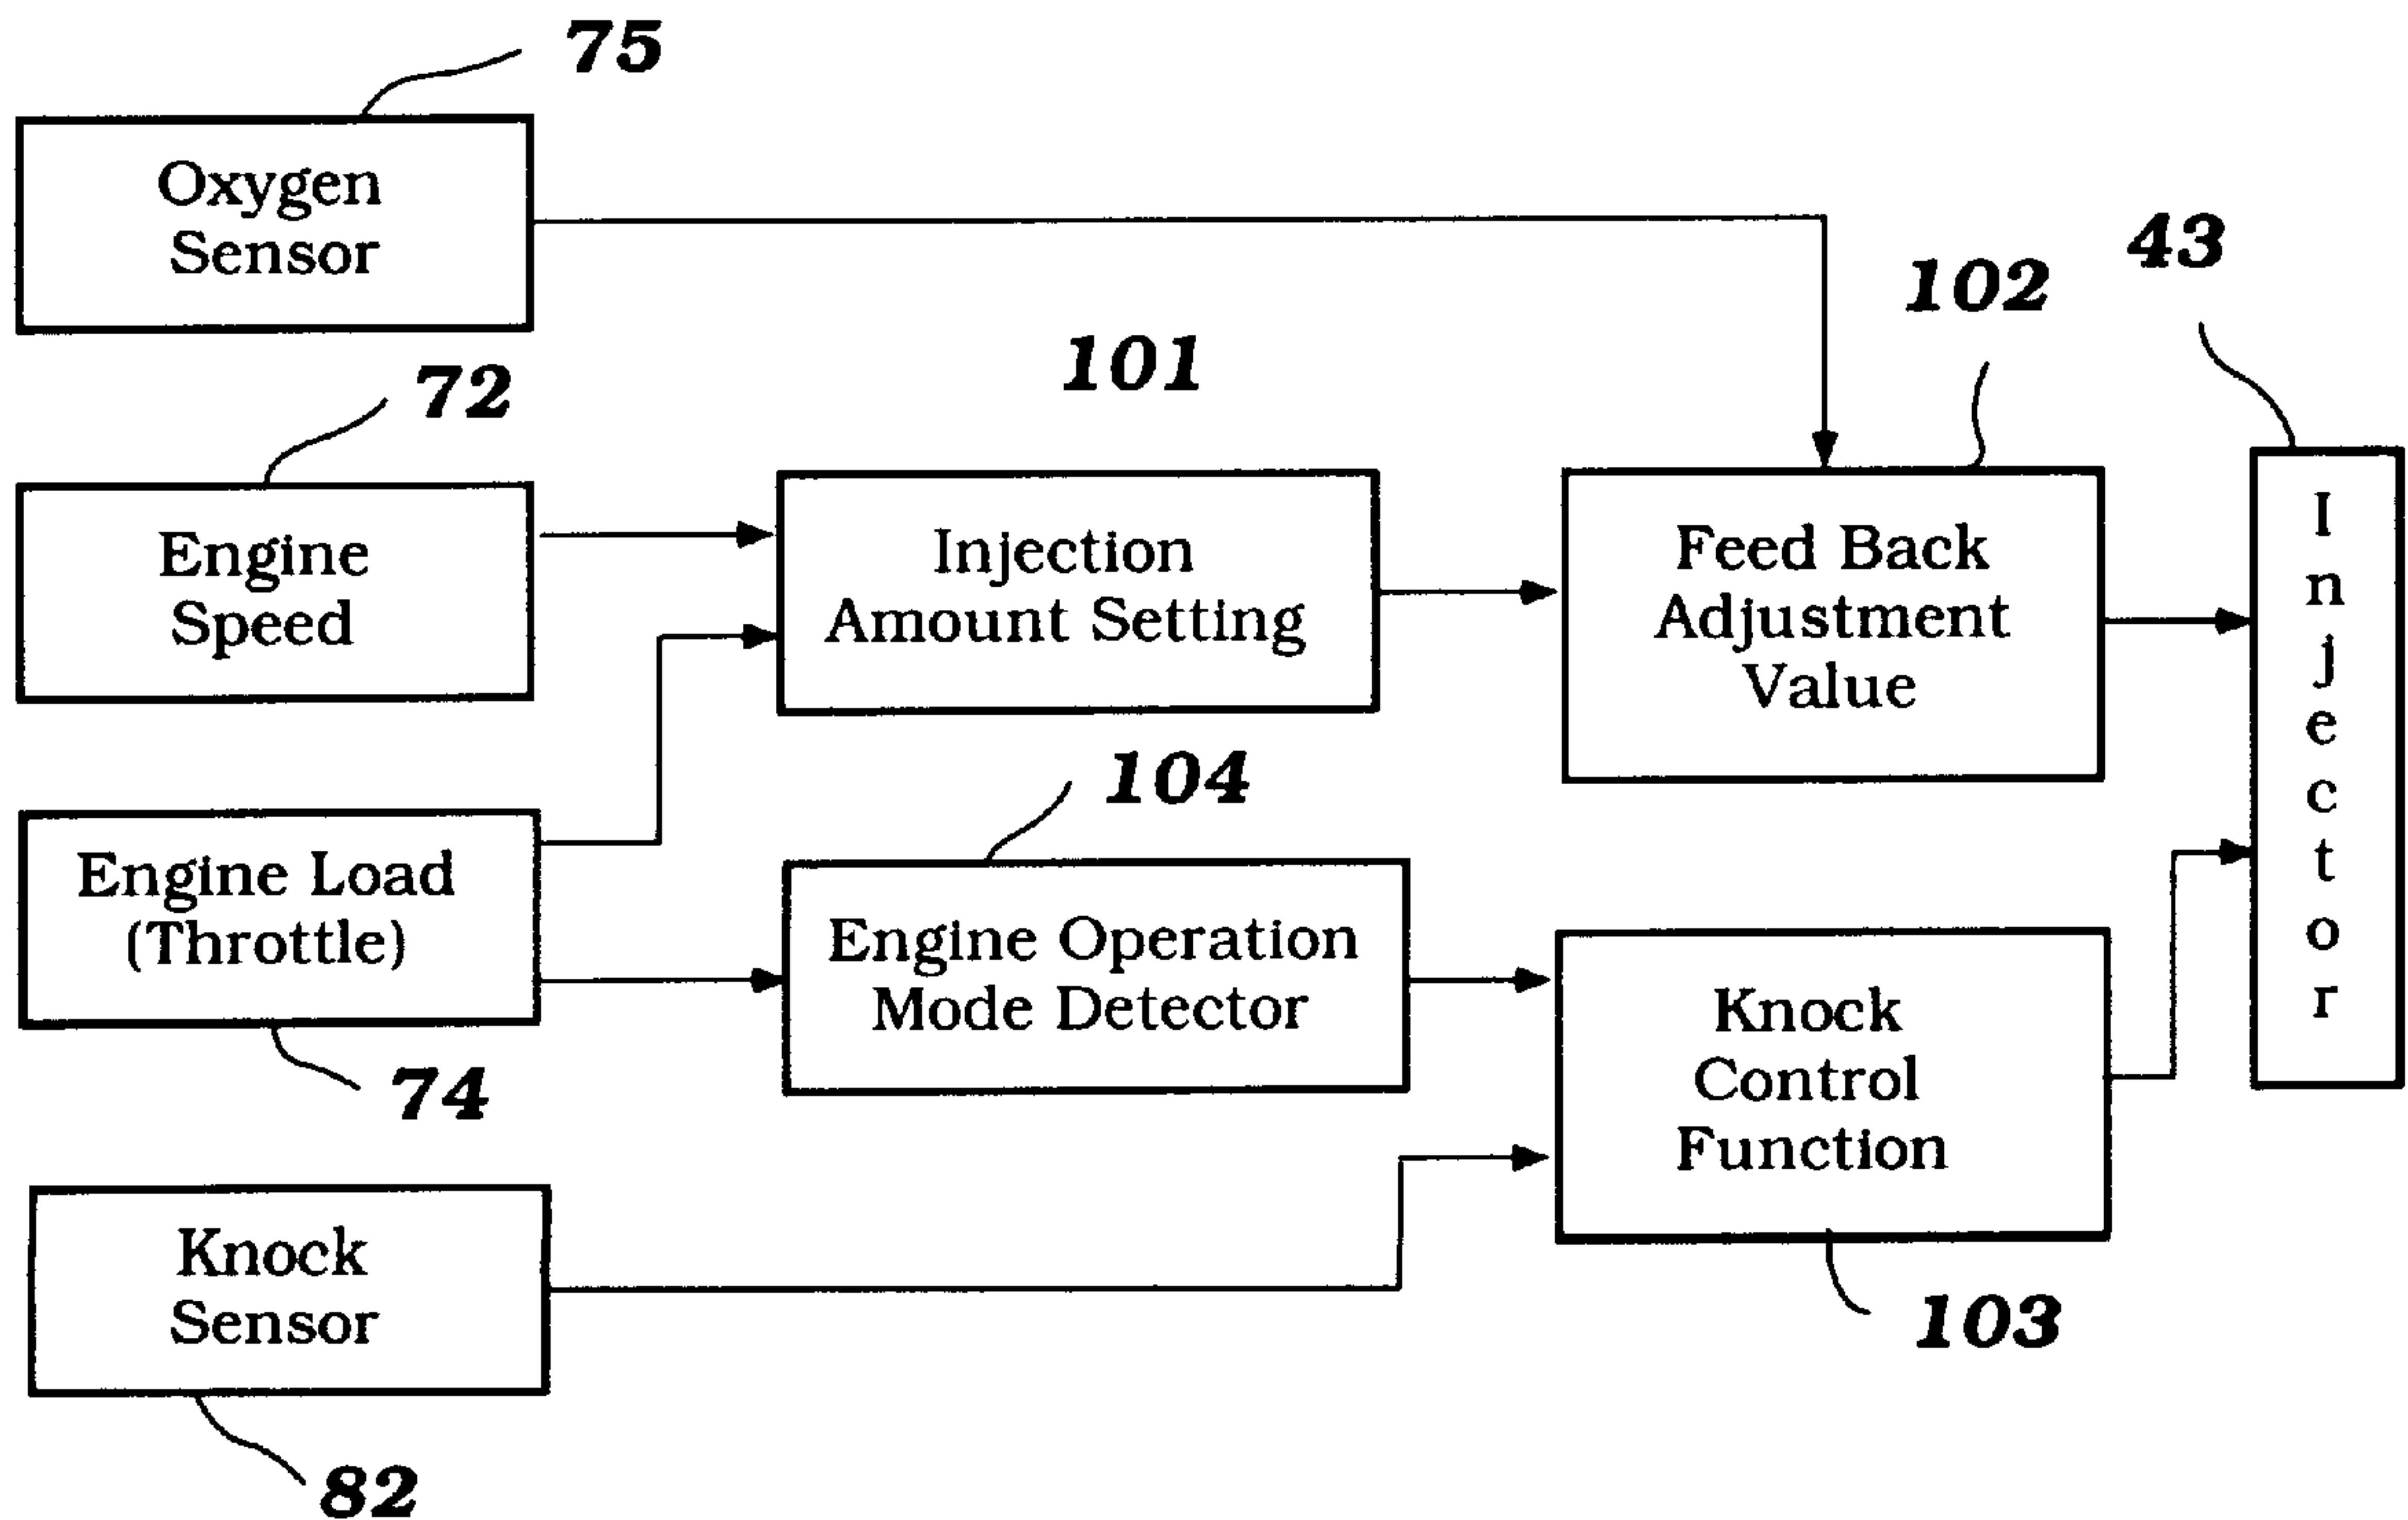 75
Oxygen
Sensor
72
Engine
Speed
101
Injection
Amount Setting
102
Feed Back
Adjustment
Value
43
Injector
Engine Load
(Throttle)
74
104
Engine Operation
Mode Detector
Knock
Control
Function
103
Knock
Sensor
82